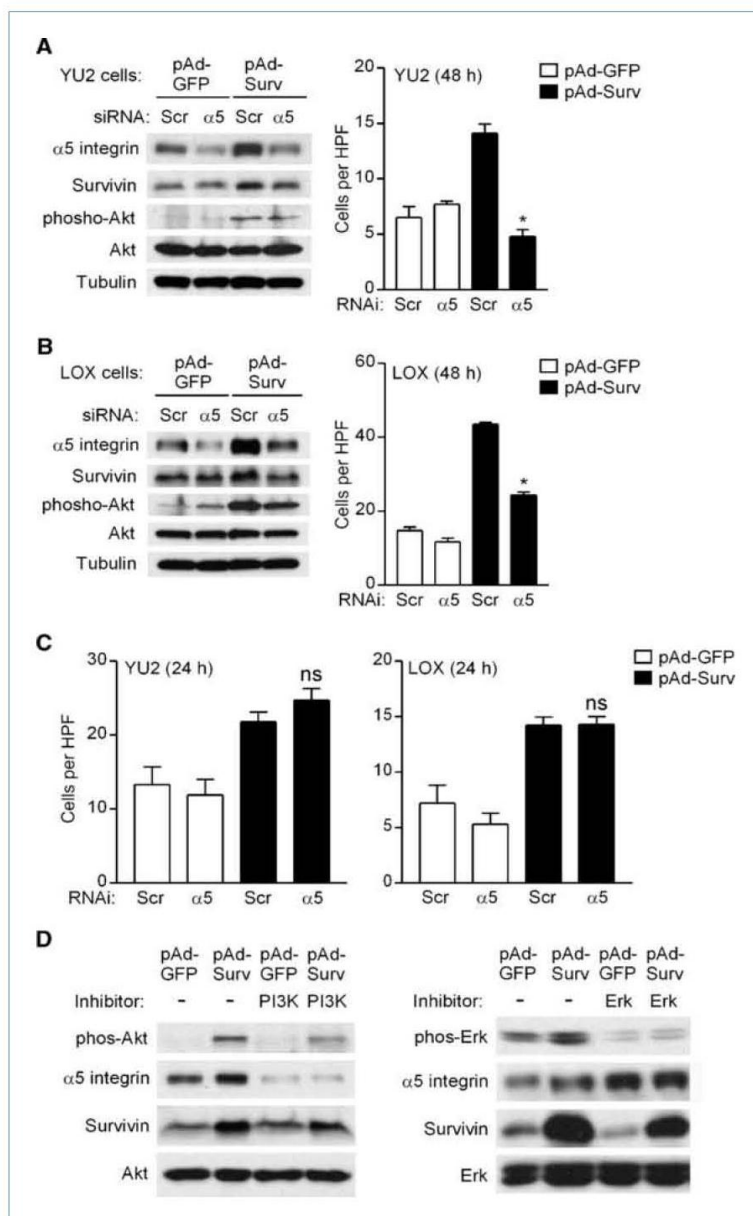 A
YU2 cells: pAd-GFP pAd-Surv
siRNA: Scr α5 Scr α5
α5 integrin
Survivin
phosho-Akt
Akt
Tubulin
YU2 (48 h)
pAd-GFP
pAd-Surv
Cells per HPF
20
15
10
5
0
*
RNAi: Scr α5 Scr α5
B
LOX cells: pAd-GFP pAd-Surv
siRNA: Scr α5 Scr α5
α5 integrin
Survivin
phosho-Akt
Akt
Tubulin
LOX (48 h)
pAd-GFP
pAd-Surv
Cells per HPF
60
40
20
0
*
RNAi: Scr α5 Scr α5
C
YU2 (24 h)
Cells per HPF
30
20
10
0
ns
RNAi: Scr α5 Scr α5
LOX (24 h)
20
15
10
5
0
ns
Scr α5 Scr α5
pAd-GFP
pAd-Surv
D
pAd-GFP pAd-Surv pAd-GFP pAd-Surv
Inhibitor: - - PI3K PI3K
phos-Akt
α5 integrin
Survivin
Akt
pAd-GFP pAd-Surv pAd-GFP pAd-Surv
Inhibitor: - - Erk Erk
phos-Erk
α5 integrin
Survivin
Erk